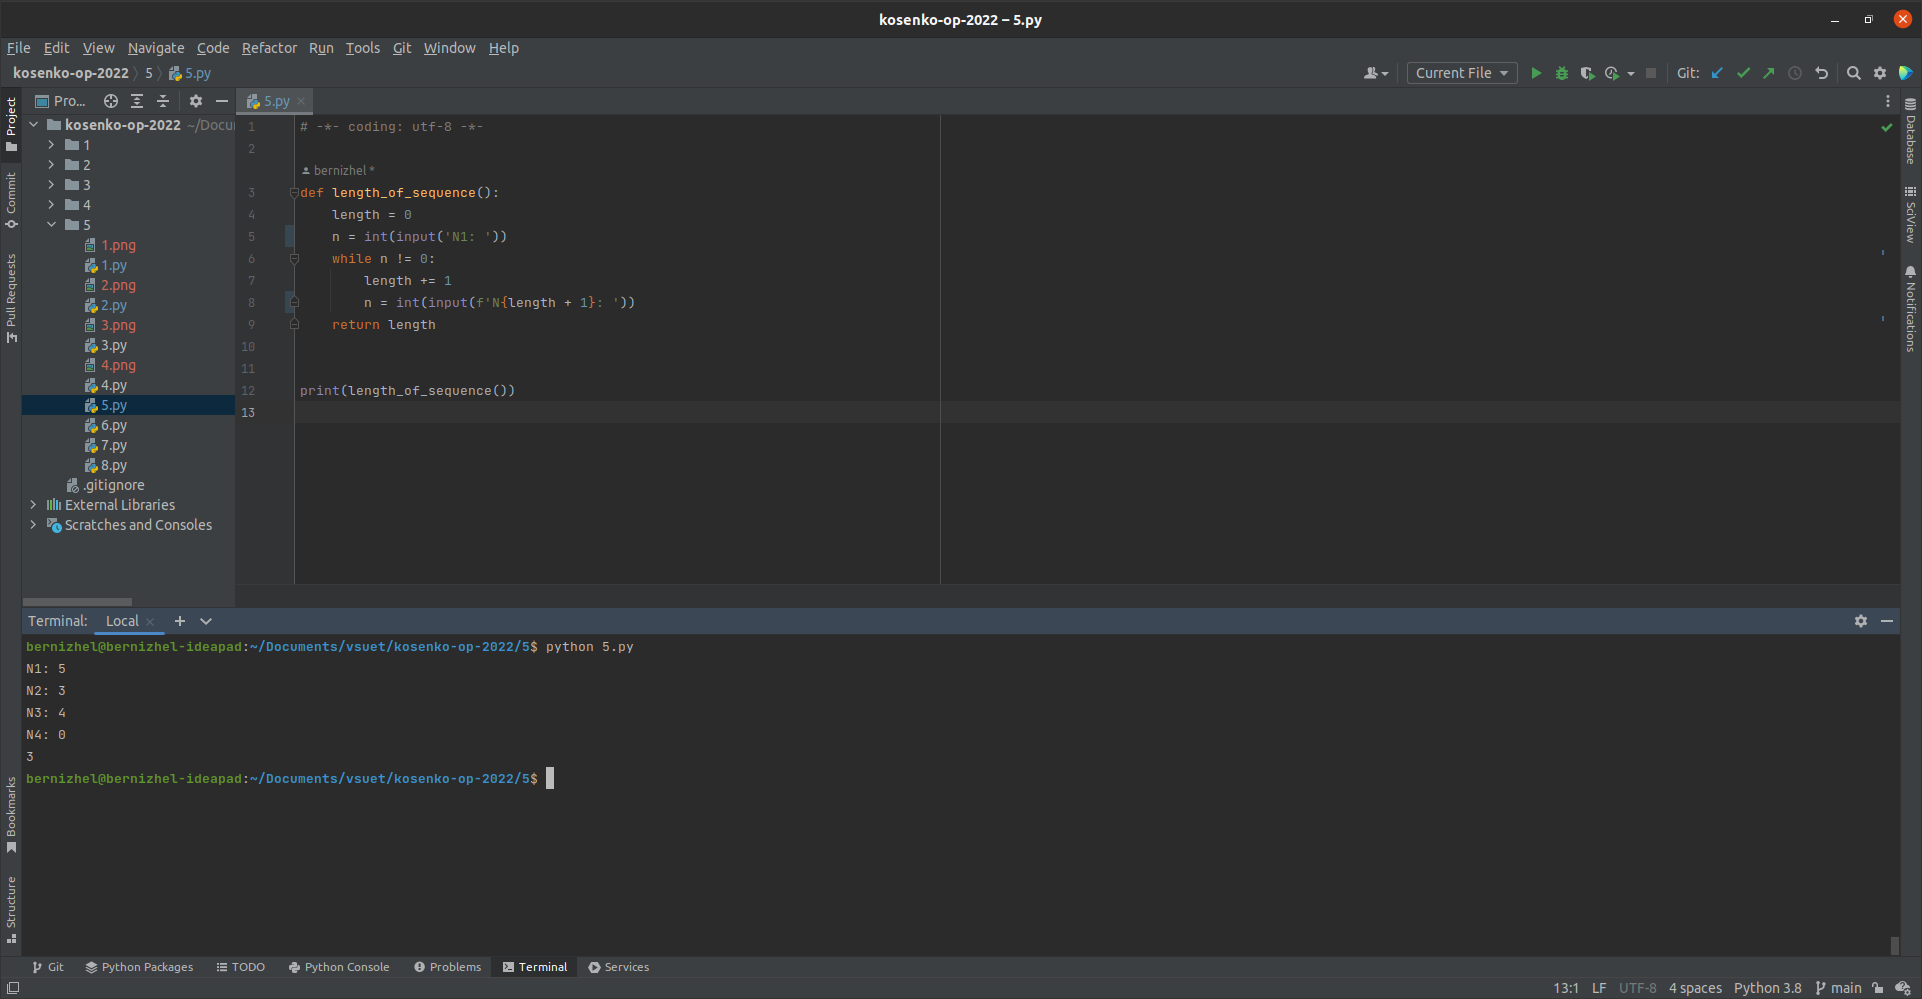 kosenko-op-2022 – 5.py
File Edit View Navigate Code Refactor Run Tools Git Window Help
kosenko-op-2022 5 5.py
Current File
Git:
Project
Commit
Pull Requests
Bookmarks
Structure
Pro...
kosenko-op-2022 ~/Docu
1
2
3
4
5
1.png
1.py
2.png
2.py
3.png
3.py
4.png
4.py
5.py
6.py
7.py
8.py
.gitignore
External Libraries
Scratches and Consoles
5.py
1 # -*- coding: utf-8 -*-
2
bernizhel *
3 def length_of_sequence():
4 length = 0
5 n = int(input('N1: '))
6 while n != 0:
7 length += 1
8 n = int(input(f'N{length + 1}: '))
9 return length
10
11
12 print(length_of_sequence())
13
Database
SciView
Notifications
Terminal: Local
bernizhel@bernizhel-ideapad:~/Documents/vsuet/kosenko-op-2022/5$ python 5.py
N1: 5
N2: 3
N3: 4
N4: 0
3
bernizhel@bernizhel-ideapad:~/Documents/vsuet/kosenko-op-2022/5$
Git Python Packages TODO Python Console Problems Terminal Services
13:1 LF UTF-8 4 spaces Python 3.8 main